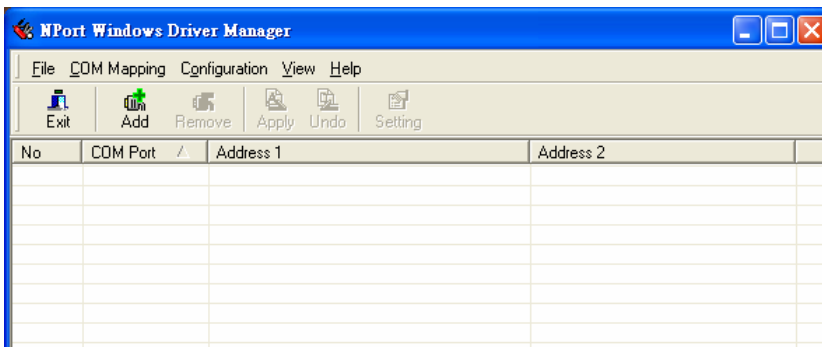 NPort Windows Driver Manager
File COM Mapping Configuration View Help
Exit Add Remove Apply Undo Setting
No COM Port Address 1 Address 2